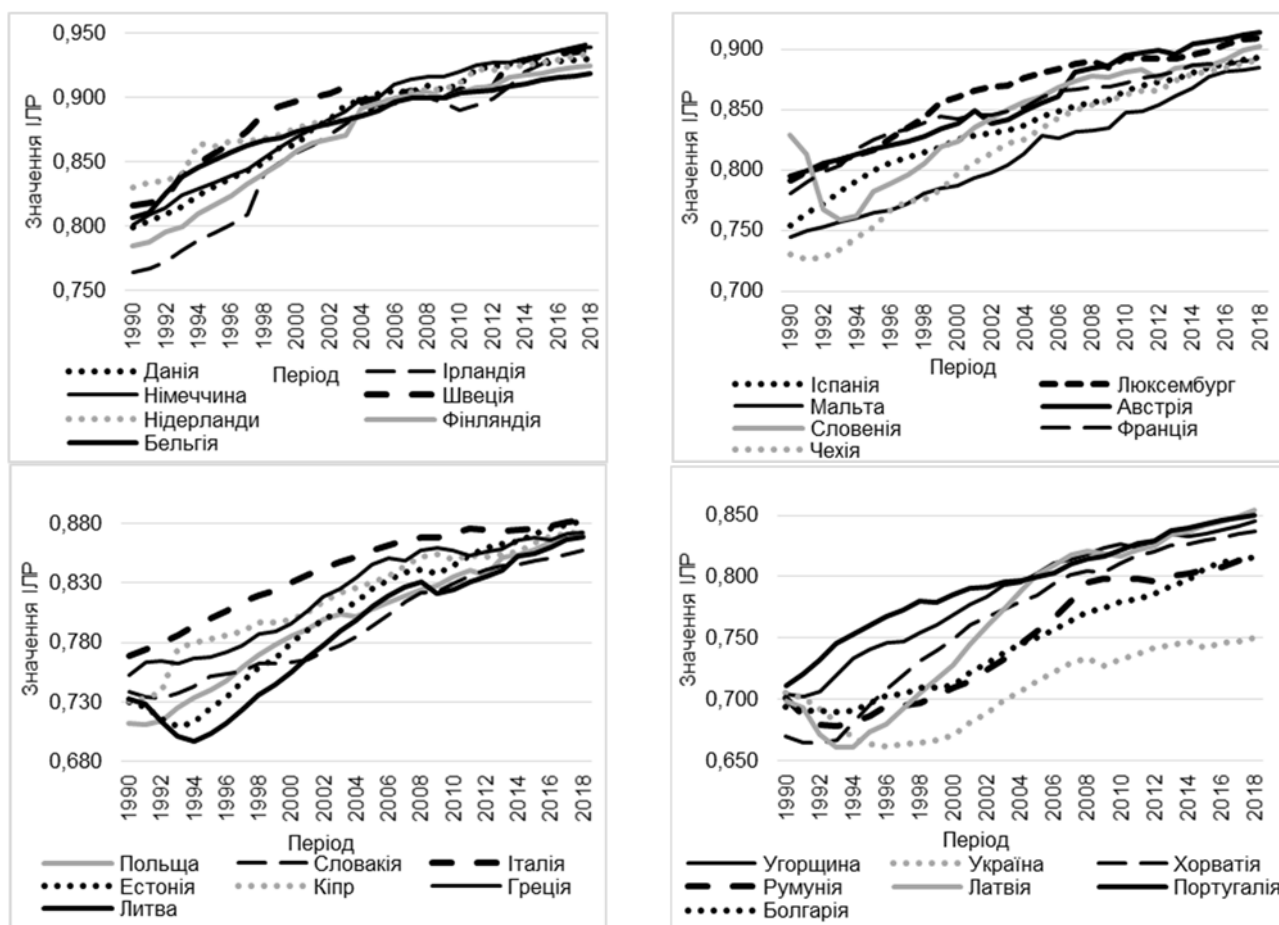 Значення ІЛР
0,950
0,900
0,850
0,800
0,750
1990
1992
1994
1996
1998
2000
2002
2004
2006
2008
2010
2012
2014
2016
2018
Період
Данія
Ірландія
Німеччина
Швеція
Нідерланди
Фінляндія
Бельгія
Значення ІЛР
0,900
0,850
0,800
0,750
0,700
1990
1992
1994
1996
1998
2000
2002
2004
2006
2008
2010
2012
2014
2016
2018
Період
Іспанія
Люксембург
Мальта
Австрія
Словенія
Франція
Чехія
Значення ІЛР
0,880
0,830
0,780
0,730
0,680
1990
1992
1994
1996
1998
2000
2002
2004
2006
2008
2010
2012
2014
2016
2018
Період
Польща
Словакія
Італія
Естонія
Кіпр
Греція
Литва
Значення ІЛР
0,850
0,800
0,750
0,700
0,650
1990
1992
1994
1996
1998
2000
2002
2004
2006
2008
2010
2012
2014
2016
2018
Період
Угорщина
Україна
Хорватія
Румунія
Латвія
Португалія
Болгарія